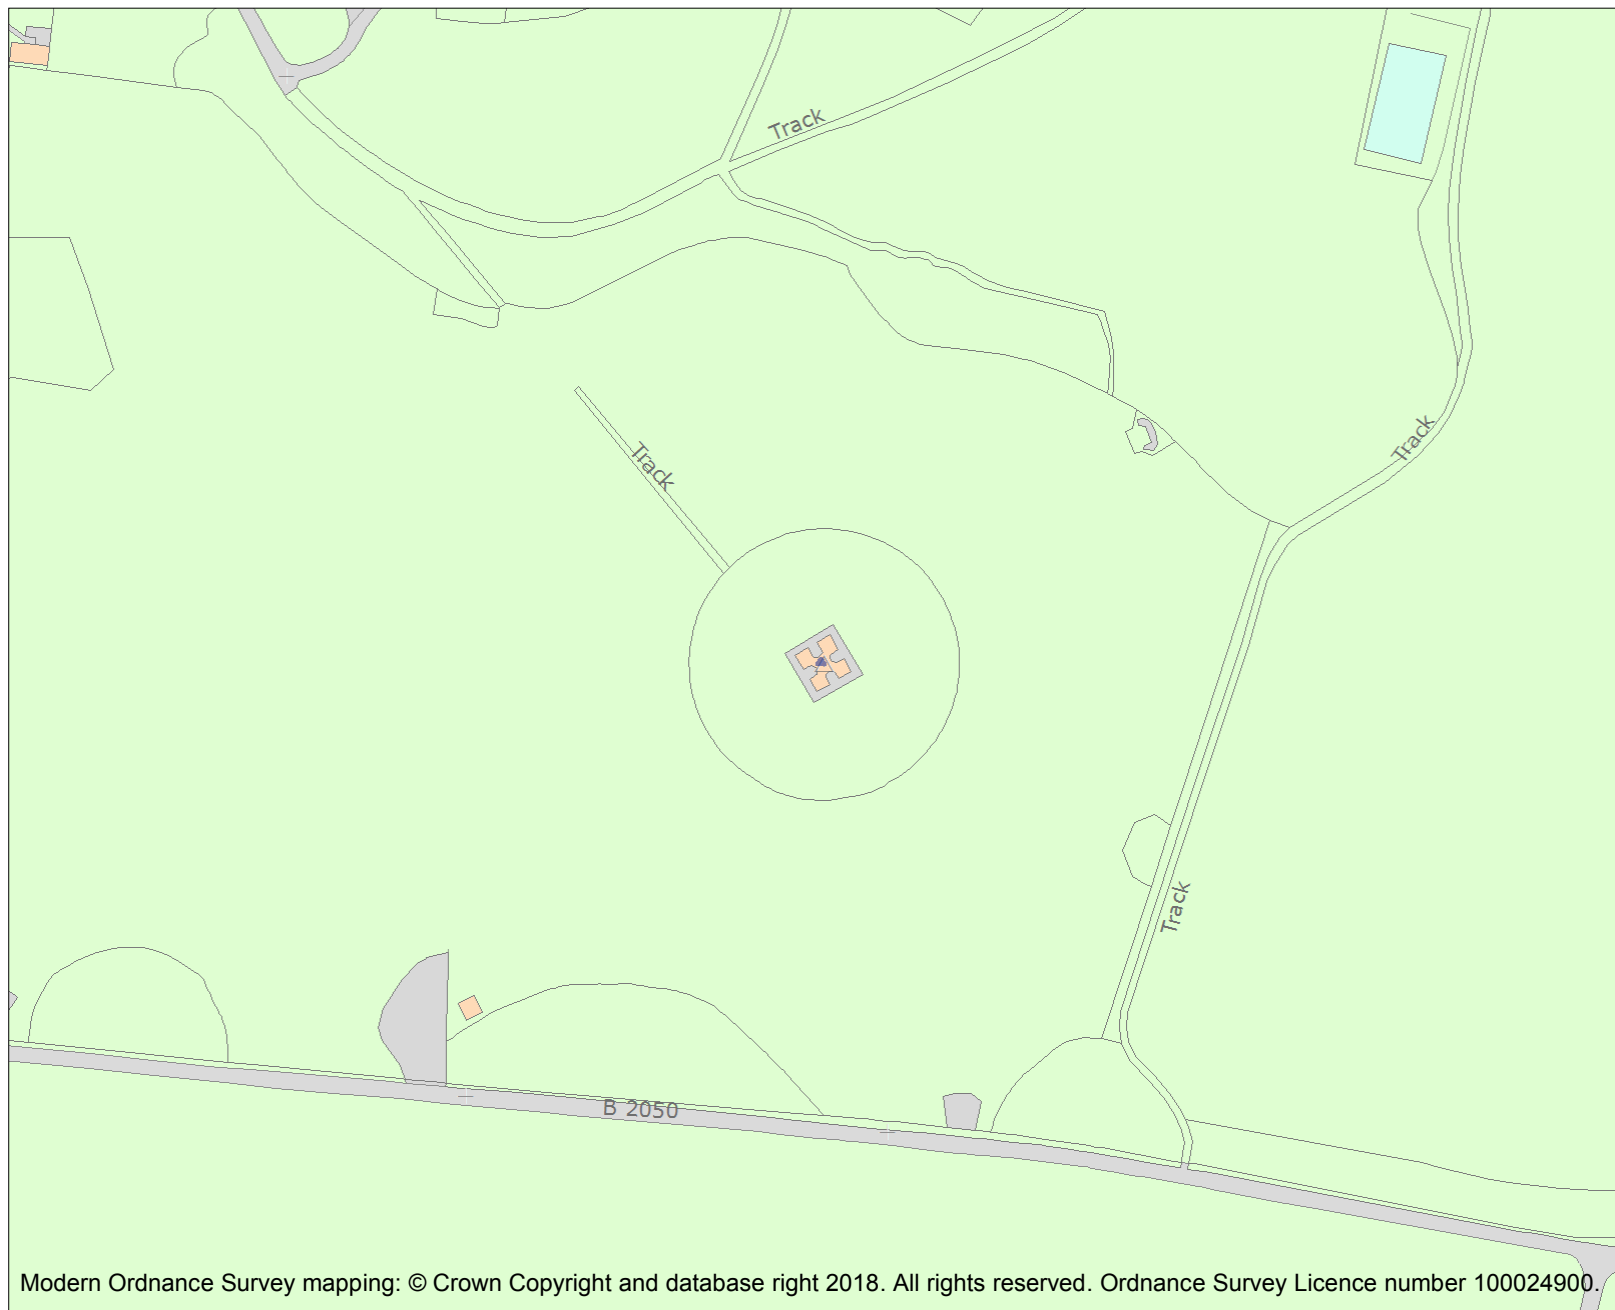 Track
Track
Track
Track
B 2050
Modern Ordnance Survey mapping: © Crown Copyright and database right 2018. All rights reserved. Ordnance Survey Licence number 100024900.